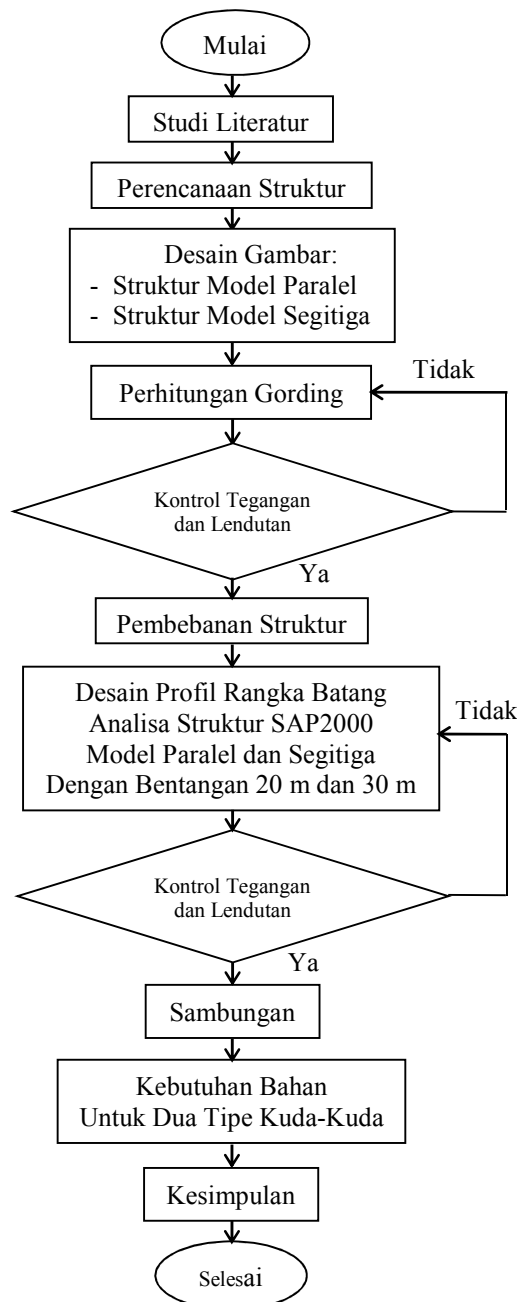 Mulai
Studi Literatur
Perencanaan Struktur
Desain Gambar:
- Struktur Model Paralel
- Struktur Model Segitiga
Perhitungan Gording
Tidak
Kontrol Tegangan
dan Lendutan
Ya
Pembebanan Struktur
Desain Profil Rangka Batang
Analisa Struktur SAP2000
Model Paralel dan Segitiga
Dengan Bentangan 20 m dan 30 m
Tidak
Kontrol Tegangan
dan Lendutan
Ya
Sambungan
Kebutuhan Bahan
Untuk Dua Tipe Kuda-Kuda
Kesimpulan
Selesai